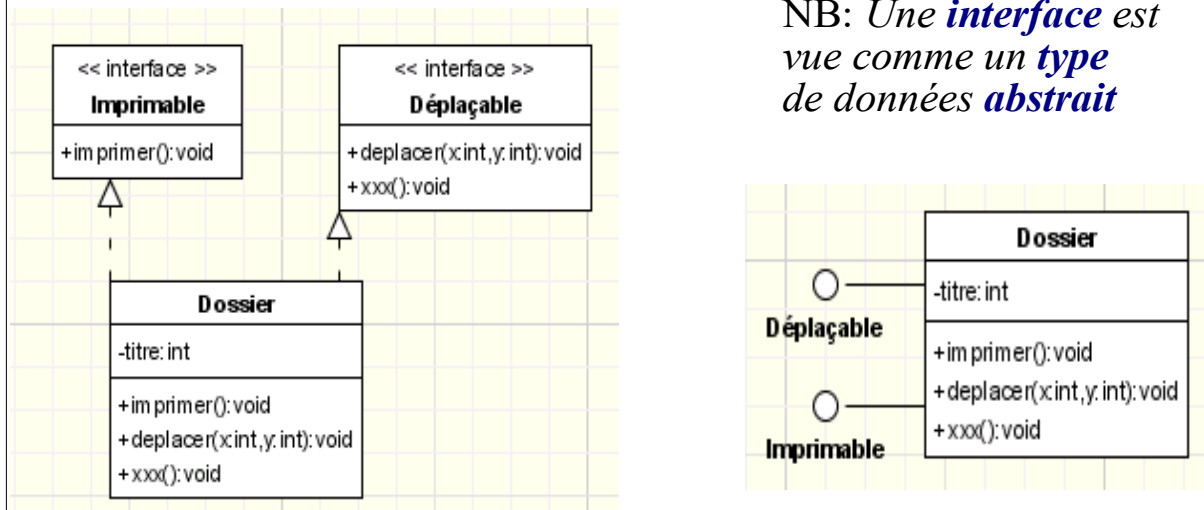 << interface >>
Imprimable
+imprimer():void
<< interface >>
Déplaçable
+deplacer(x:int,y:int):void
+xxx():void
Dossier
-titre:int
+imprimer():void
+deplacer(x:int,y:int):void
+xxx():void
NB: Une interface est
vue comme un type
de données abstrait
Dossier
-titre:int
+imprimer():void
+deplacer(x:int,y:int):void
+xxx():void
Déplaçable
Imprimable